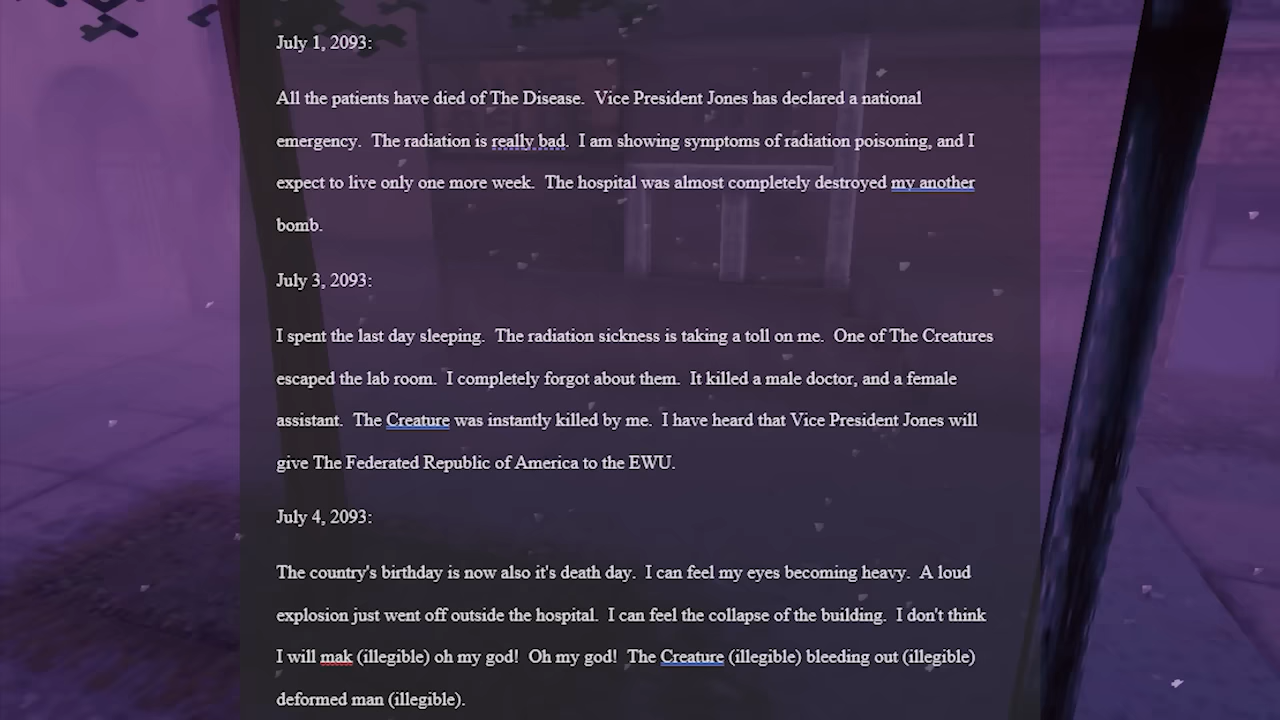 July 1, 2093:
All the patients have died of The Disease.  Vice President Jones has declared a national
emergency.  The radiation is really bad.  I am showing symptoms of radiation poisoning, and I
expect to live only one more week.  The hospital was almost completely destroyed my another
bomb.
July 3, 2093:
I spent the last day sleeping.  The radiation sickness is taking a toll on me.  One of The Creatures
escaped the lab room.  I completely forgot about them.  It killed a male doctor, and a female
assistant.  The Creature was instantly killed by me.  I have heard that Vice President Jones will
give The Federated Republic of America to the EWU.
July 4, 2093:
The country's birthday is now also it's death day.  I can feel my eyes becoming heavy.  A loud
explosion just went off outside the hospital.  I can feel the collapse of the building.  I don't think
I will mak (illegible) oh my god!  Oh my god!  The Creature (illegible) bleeding out (illegible)
deformed man (illegible).